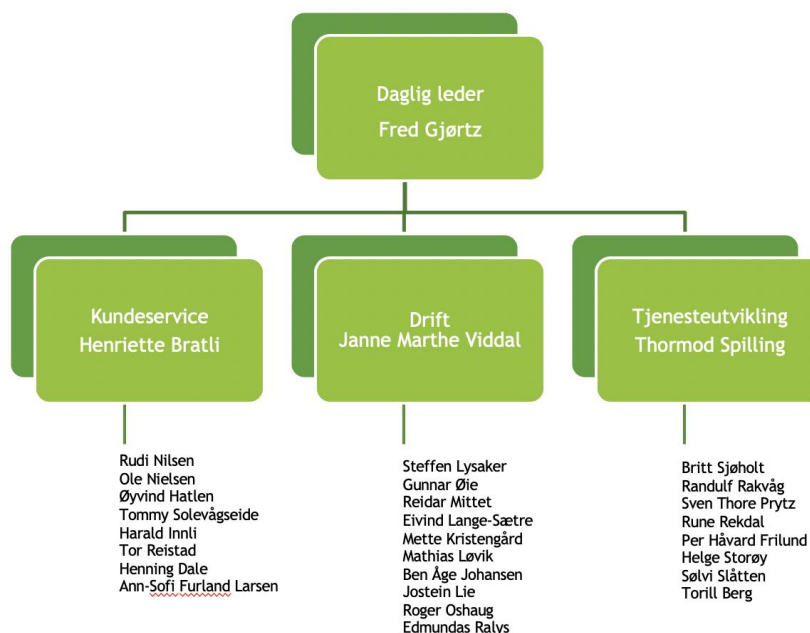 Daglig leder
Fred Gjørtz
Kundeservice
Henriette Bratli
Drift
Janne Marthe Viddal
Tjenesteutvikling
Thormod Spilling
Rudi Nilsen
Ole Nielsen
Øyvind Hatlen
Tommy Solevågseide
Harald Innli
Tor Reistad
Henning Dale
Ann-Sofi Furland Larsen
Steffen Lysaker
Gunnar Øie
Reidar Mittet
Eivind Lange-Sætre
Mette Kristengård
Mathias Løvik
Ben Åge Johansen
Jostein Lie
Roger Oshaug
Edmundas Ralys
Britt Sjøholt
Randulf Rakvåg
Sven Thore Prytz
Rune Rekdal
Per Håvard Frilund
Helge Storøy
Sølvi Slåtten
Torill Berg